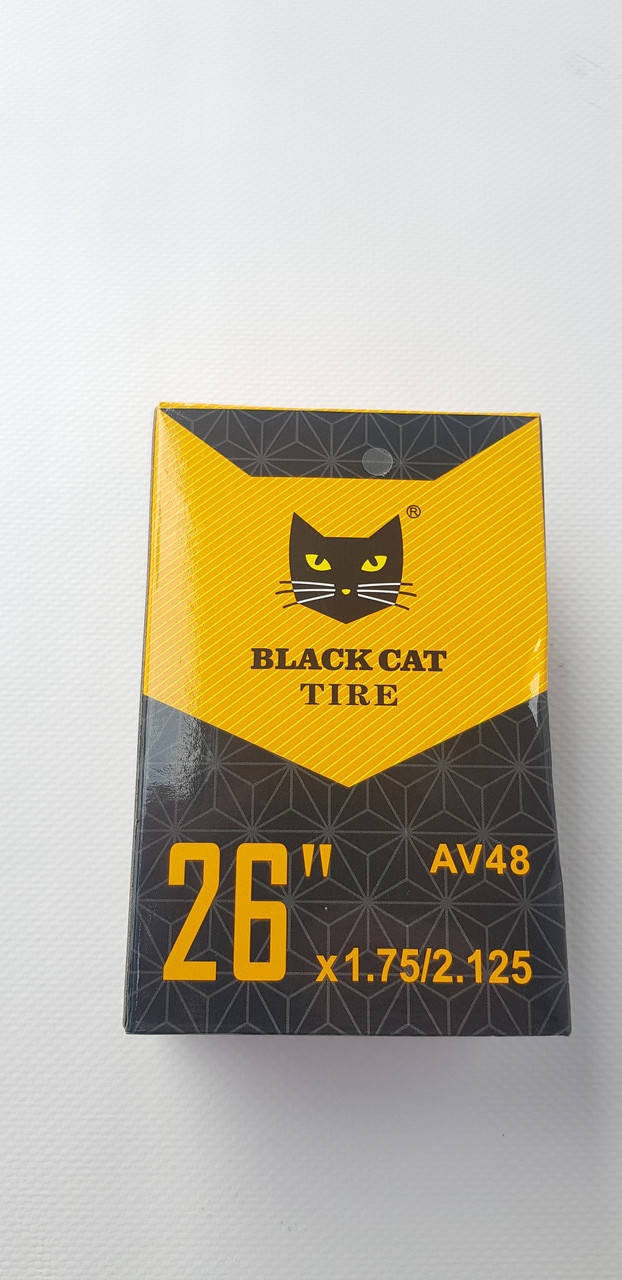 ®
BLACK CAT
TIRE
26"
AV48
x1.75/2.125